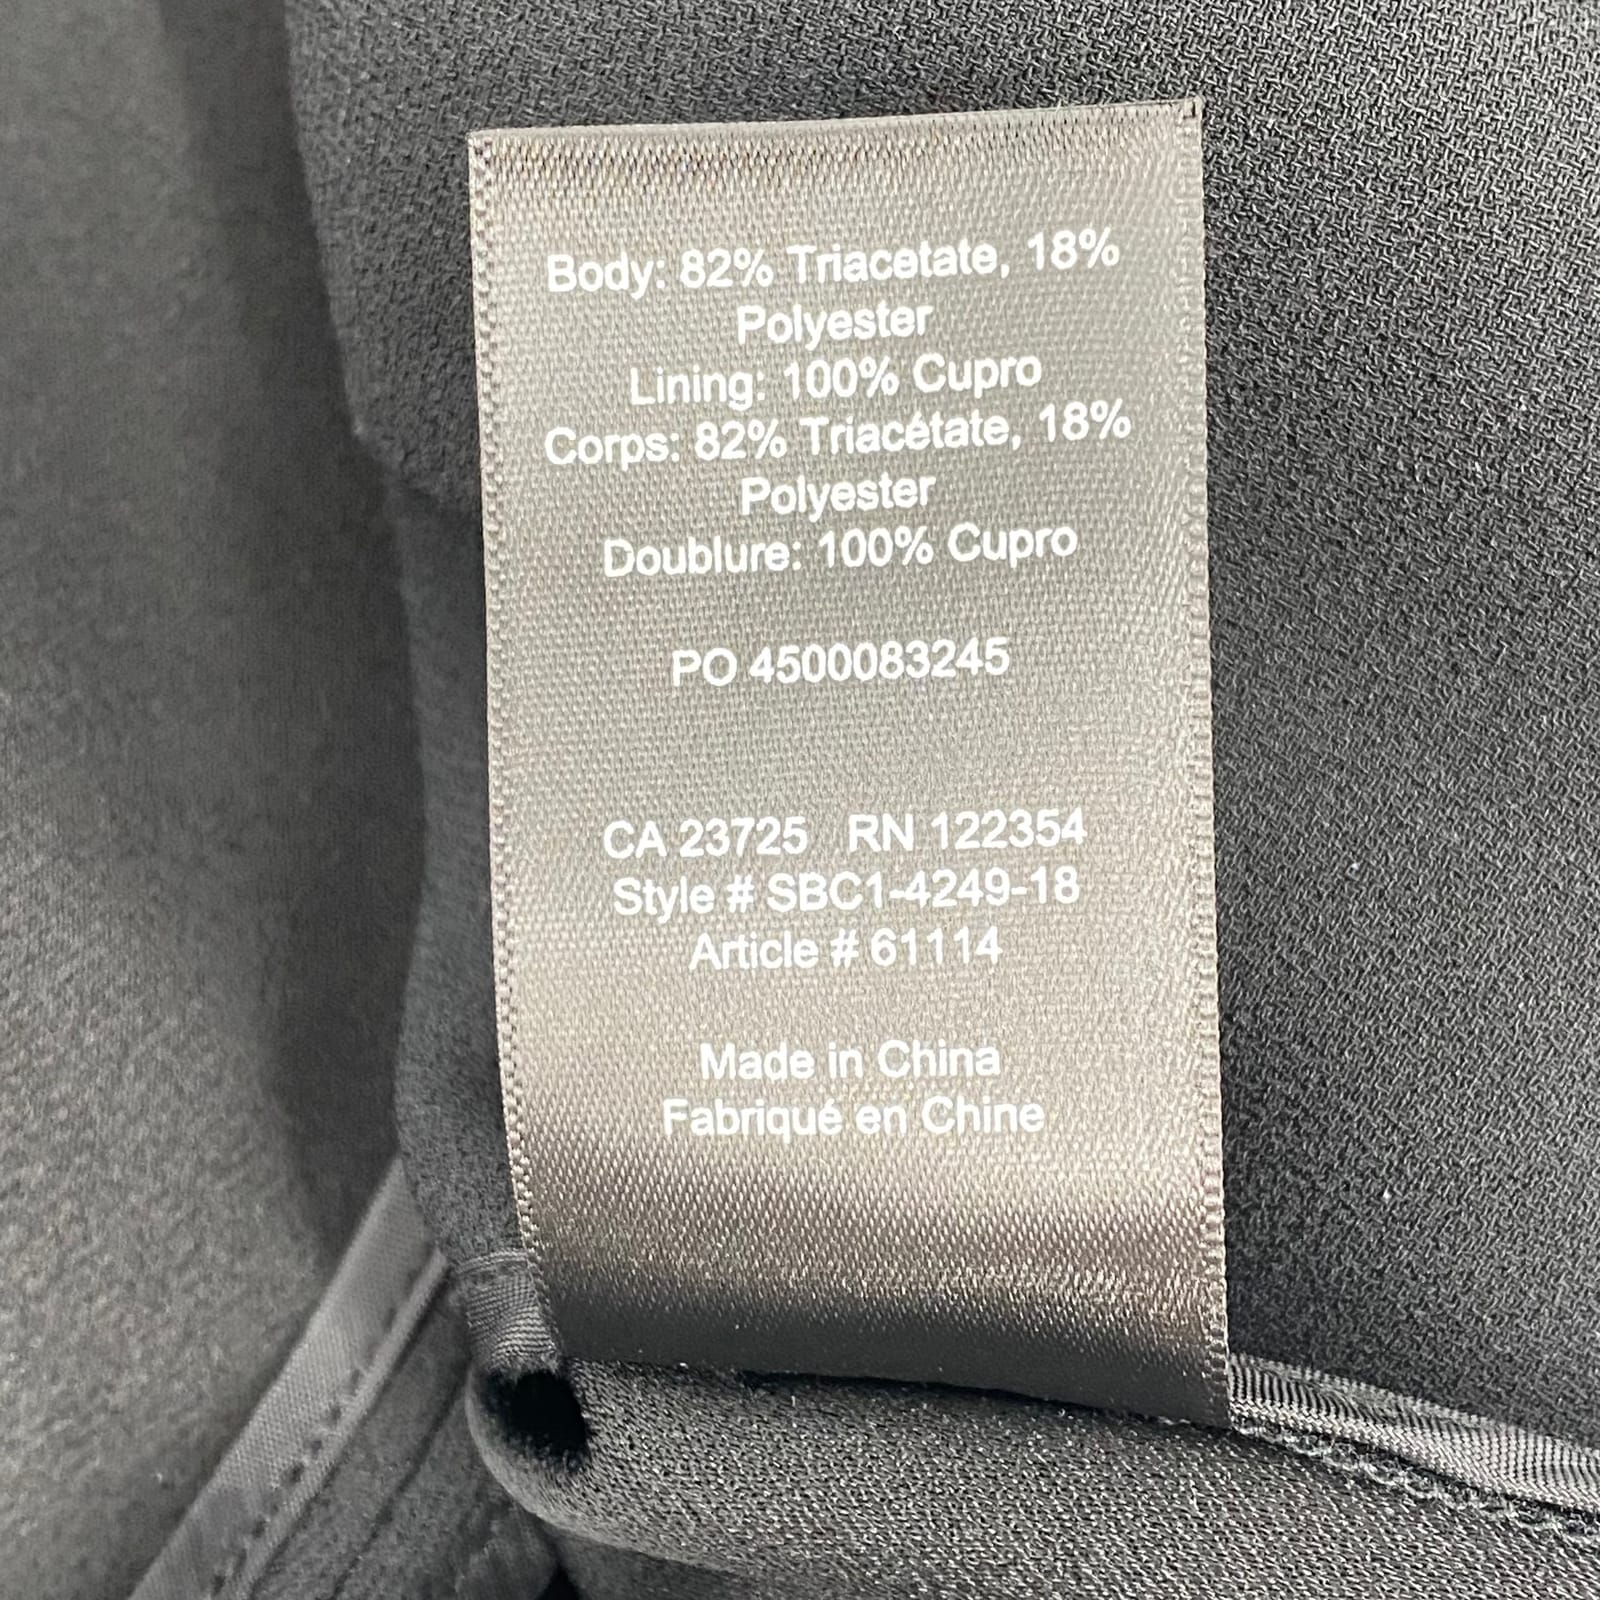 Body: 82% Triacetate, 18%
Polyester
Lining: 100% Cupro
Corps: 82% Triacétate, 18%
Polyester
Doublure: 100% Cupro
PO 4500083245
CA 23725 RN 122354
Style # SBC1-4249-18
Article # 61114
Made in China
Fabriqué en Chine